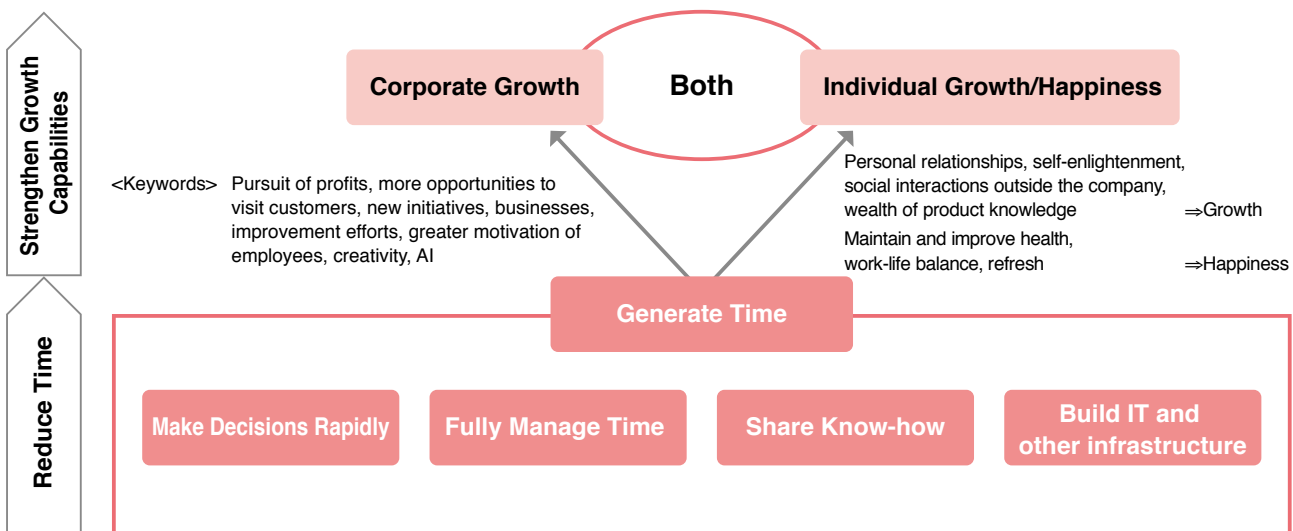 Strengthen Growth
Capabilities
Corporate Growth
Both
Individual Growth/Happiness
<Keywords>
Pursuit of profits, more opportunities to
visit customers, new initiatives, businesses,
improvement efforts, greater motivation of
employees, creativity, AI
Personal relationships, self-enlightenment,
social interactions outside the company,
wealth of product knowledge ⇒Growth
Maintain and improve health,
work-life balance, refresh ⇒Happiness
Reduce Time
Generate Time
Make Decisions Rapidly
Fully Manage Time
Share Know-how
Build IT and
other infrastructure